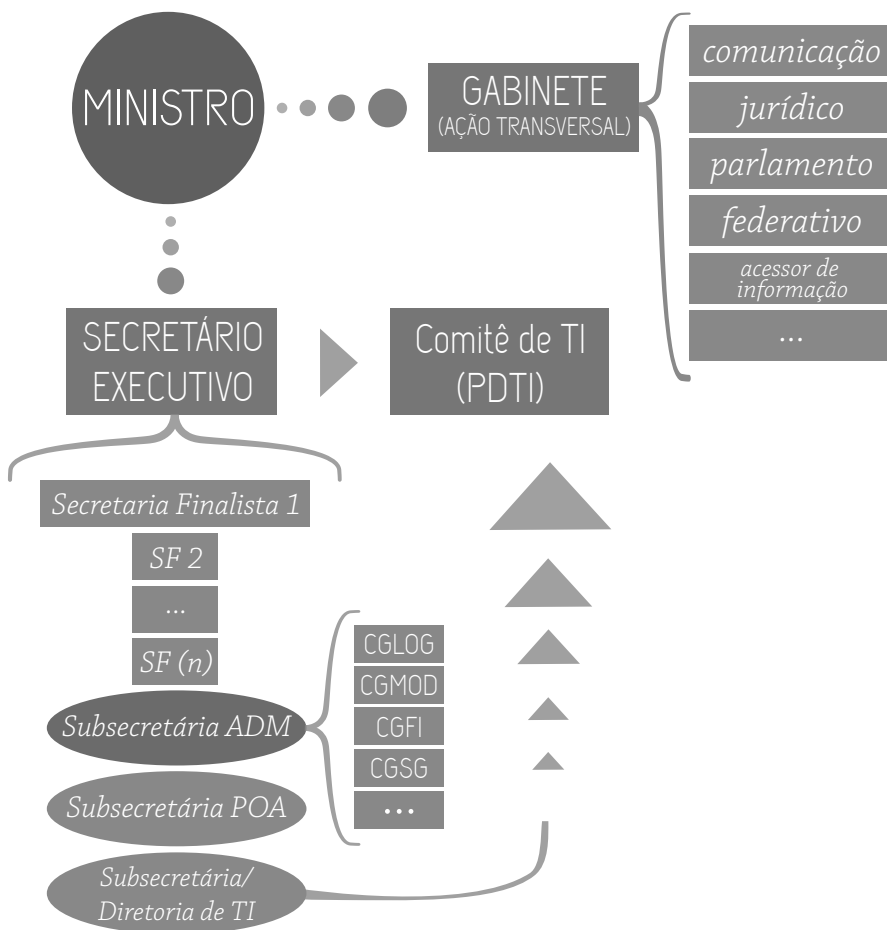 MINISTRO
GABINETE
(AÇÃO TRANSVERSAL)
comunicação
jurídico
parlamento
federativo
acessor de
informação
...
SECRETÁRIO
EXECUTIVO
Comitê de TI
(PDTI)
Secretaria Finalista 1
SF 2
...
SF (n)
Subsecretária ADM
CGLOG
CGMOD
CGFI
CGSG
...
Subsecretária POA
Subsecretária/
Diretoria de TI